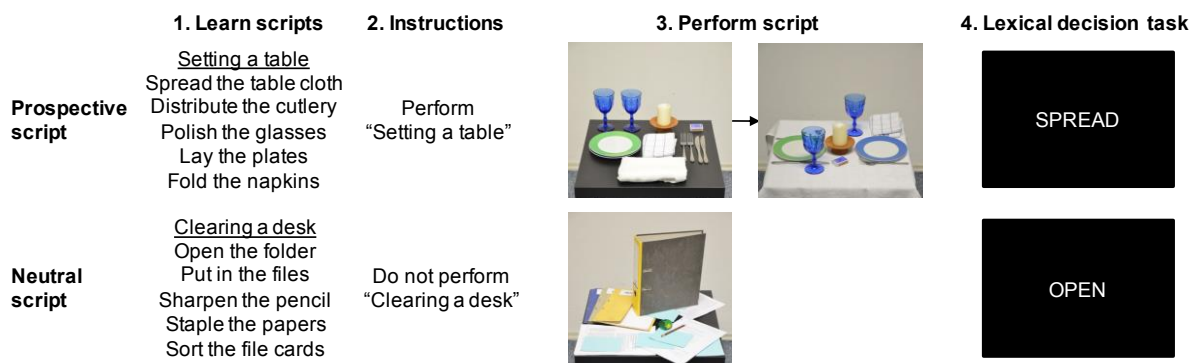 1. Learn scripts
2. Instructions
3. Perform script
4. Lexical decision task
Prospective
script
Setting a table
Spread the table cloth
Distribute the cutlery
Polish the glasses
Lay the plates
Fold the napkins
Perform
“Setting a table”
SPREAD
Neutral
script
Clearing a desk
Open the folder
Put in the files
Sharpen the pencil
Staple the papers
Sort the file cards
Do not perform
“Clearing a desk”
OPEN